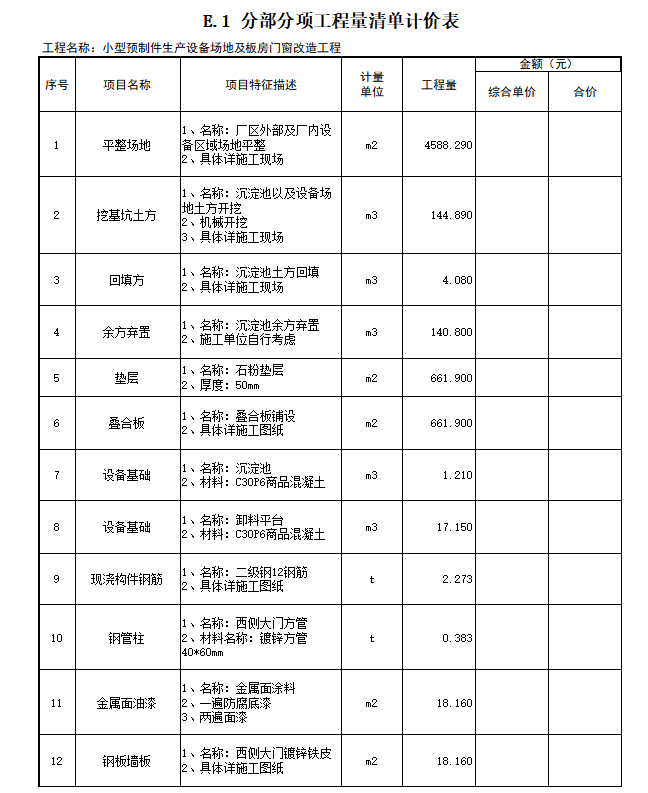 E.1 分部分项工程量清单计价表
工程名称：小型预制件生产设备场地及板房门窗改造工程
序号 项目名称 项目特征描述 计量单位 工程量 金额（元）
综合单价 合价
1 平整场地 1、名称：厂区外部及厂内设备区域场地平整 2、具体详施工现场 m2 4588.290
2 挖基坑土方 1、名称：沉淀池以及设备场地土方开挖 2、机械开挖 3、具体详施工现场 m3 144.890
3 回填方 1、名称：沉淀池土方回填 2、具体详施工现场 m3 4.080
4 余方弃置 1、名称：沉淀池余方弃置 2、施工单位自行考虑 m3 140.800
5 垫层 1、名称：石粉垫层 2、厚度：50mm m2 661.900
6 叠合板 1、名称：叠合板铺设 2、具体详施工图纸 m2 661.900
7 设备基础 1、名称：沉淀池 2、材料：C30P6商品混凝土 m3 1.210
8 设备基础 1、名称：卸料平台 2、材料：C30P6商品混凝土 m3 17.150
9 现浇构件钢筋 1、名称：二级钢12钢筋 2、具体详施工图纸 t 2.273
10 钢管柱 1、名称：西侧大门方管 2、材料名称：镀锌方管40*60mm t 0.383
11 金属面油漆 1、名称：金属面涂料 2、一遍防腐底漆 3、两遍面漆 m2 18.160
12 钢板墙板 1、名称：西侧大门镀锌铁皮 2、具体详施工图纸 m2 18.160